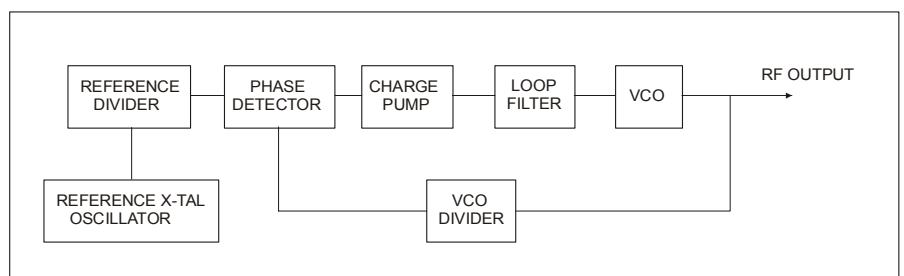 RF OUTPUT
REFERENCE
DIVIDER
PHASE
DETECTOR
CHARGE
PUMP
LOOP
FILTER
VCO
REFERENCE X-TAL
OSCILLATOR
VCO
DIVIDER